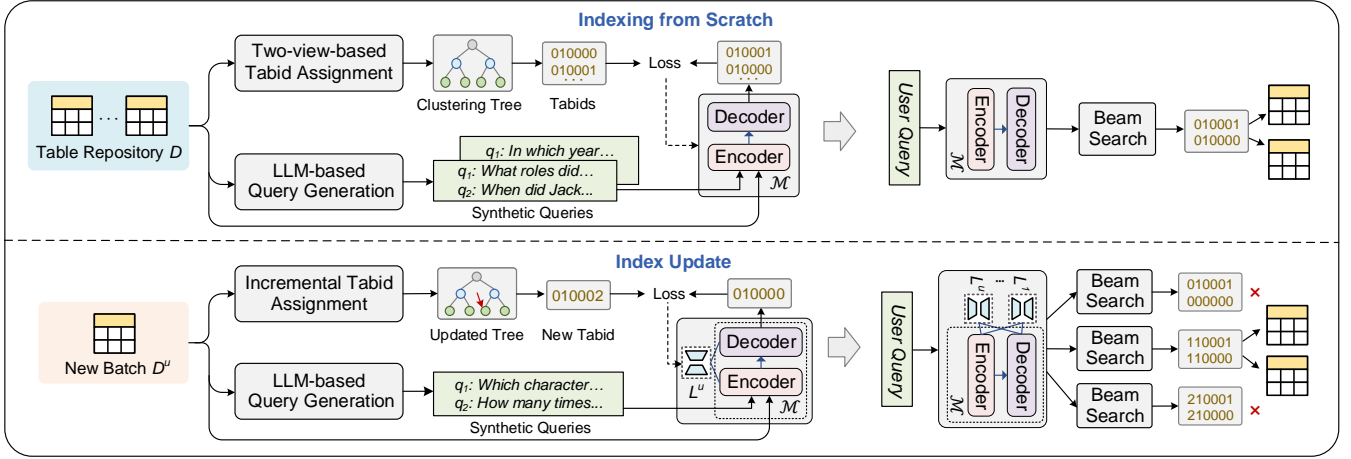 Indexing from Scratch
Two-view-based
Tabid Assignment
Clustering Tree
010000
010001
...
Tabids
Loss
010001
010000
...
Decoder
Encoder
ℳ
...
Table Repository D
LLM-based
Query Generation
q₁: In which year…
q₁: What roles did…
q₂: When did Jack...
Synthetic Queries
User Query
Encoder
Decoder
ℳ
Beam
Search
010001
010000
Index Update
Incremental Tabid
Assignment
Updated Tree
010002
New Tabid
Loss
010000
Decoder
Encoder
Lᵘ
ℳ
New Batch Dᵘ
LLM-based
Query Generation
q₁: Which character…
q₂: How many times...
Synthetic Queries
User Query
Lᵘ ... L¹
Encoder
Decoder
ℳ
Beam
Search
010001
000000
×
Beam
Search
110001
110000
Beam
Search
210001
210000
×